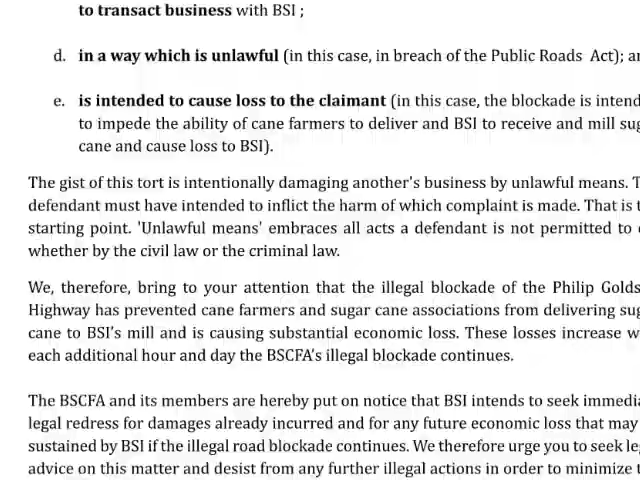 to transact business with BSI ;
d. in a way which is unlawful (in this case, in breach of the Public Roads Act);
e. is intended to cause loss to the claimant (in this case, the blockade is
to impede the ability of cane farmers to deliver and BSI to receive and mill
cane and cause loss to BSI).
The gist of this tort is intentionally damaging another's business by unlawful means.
defendant must have intended to inflict the harm of which complaint is made. That is
starting point. 'Unlawful means' embraces all acts a defendant is not permitted to
whether by the civil law or the criminal law.
We, therefore, bring to your attention that the illegal blockade of the Philip
Highway has prevented cane farmers and sugar cane associations from delivering
cane to BSI's mill and is causing substantial economic loss. These losses increase
each additional hour and day the BSCFA's illegal blockade continues.
The BSCFA and its members are hereby put on notice that BSI intends to seek
legal redress for damages already incurred and for any future economic loss that may
sustained by BSI if the illegal road blockade continues. We therefore urge you to seek
advice on this matter and desist from any further illegal actions in order to minimize